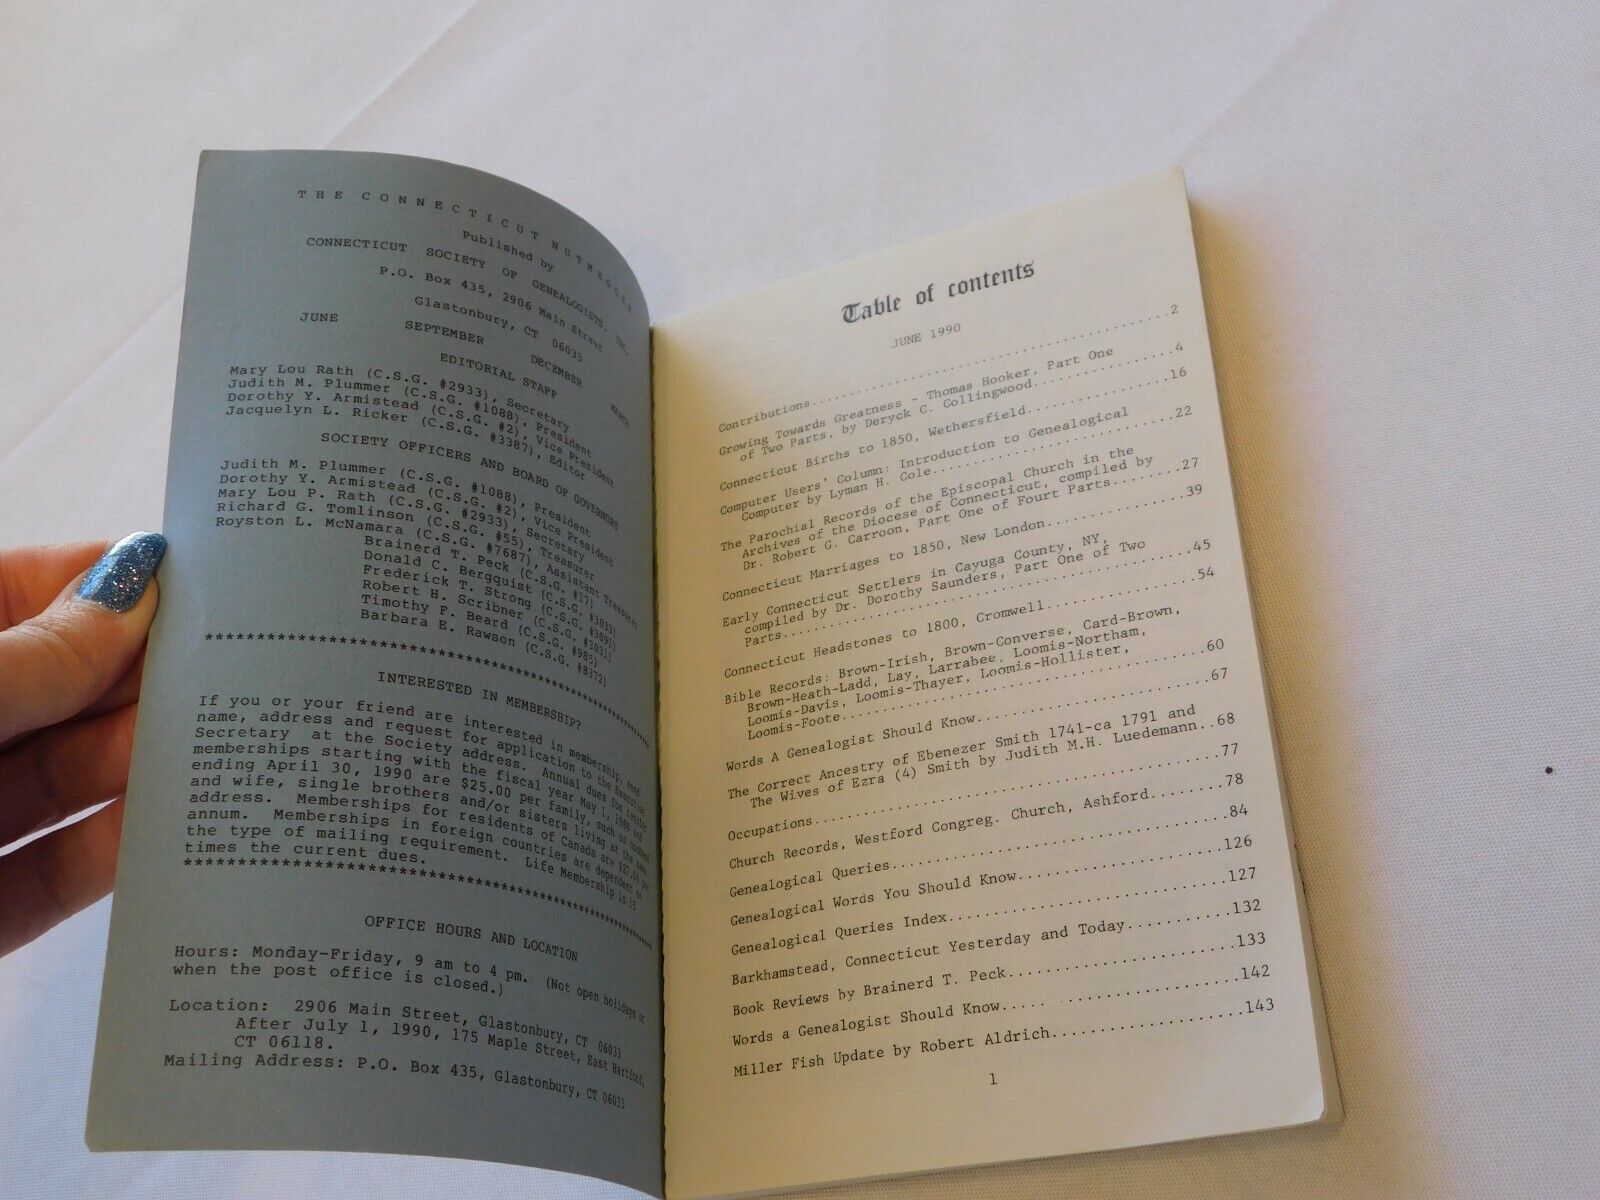 THE CONNECTICUT NUTMEGGER
Published by
CONNECTICUT SOCIETY OF GENEALOGISTS, INC.
P.O. Box 435, 2906 Main Street
Glastonbury, CT 06033
JUNE SEPTEMBER DECEMBER MARCH
EDITORIAL STAFF
Mary Lou Rath (C.S.G. #2933), Secretary
Judith M. Plummer (C.S.G. #1088), President
Dorothy Y. Armistead (C.S.G. #2), Vice President
Jacquelyn L. Ricker (C.S.G. #3387), Editor
SOCIETY OFFICERS AND BOARD OF GOVERNORS
Judith M. Plummer (C.S.G. #1088), President
Dorothy Y. Armistead (C.S.G. #2), Vice President
Mary Lou P. Rath (C.S.G. #2933), Secretary
Richard G. Tomlinson (C.S.G. #55), Treasurer
Royston L. McNamara (C.S.G. #7687), Assistant Treasurer
Brainerd T. Peck (C.S.G. #17)
Donald C. Bergquist (C.S.G. #3033)
Frederick T. Strong (C.S.G. #3091)
Robert H. Scribner (C.S.G. #3031)
Timothy F. Beard (C.S.G. #985)
Barbara E. Rawson (C.S.G. #8372)
INTERESTED IN MEMBERSHIP?
If you or your friend are interested in membership, send
name, address and request for application to the Executive
Secretary at the Society address. Annual dues for regular
memberships starting with the fiscal year May 1, 1989 and
ending April 30, 1990 are $25.00 per family, such as husband
and wife, single brothers and/or sisters living at the same
address. Memberships for residents of Canada are $27.00 per
annum. Memberships in foreign countries are dependent on
the type of mailing requirement. Life Membership is 15
times the current dues.
OFFICE HOURS AND LOCATION
Hours: Monday-Friday, 9 am to 4 pm. (Not open holidays or
when the post office is closed.)
Location: 2906 Main Street, Glastonbury, CT 06033
After July 1, 1990, 175 Maple Street, East Hartford,
CT 06118.
Mailing Address: P.O. Box 435, Glastonbury, CT 06033
Table of contents
JUNE 1990
Contributions....................2
Growing Towards Greatness - Thomas Hooker, Part One
of Two Parts, by Deryck C. Collingwood....................4
Connecticut Births to 1850, Wethersfield....................16
Computer Users' Column: Introduction to Genealogical
Computer by Lyman H. Cole....................22
The Parochial Records of the Episcopal Church in the
Archives of the Diocese of Connecticut, compiled by
Dr. Robert G. Carroon, Part One of Fourt Parts........27
Connecticut Marriages to 1850, New London................39
Early Connecticut Settlers in Cayuga County, NY,
compiled by Dr. Dorothy Saunders, Part One of Two
Parts....................45
Connecticut Headstones to 1800, Cromwell................54
Bible Records: Brown-Irish, Brown-Converse, Card-Brown,
Brown-Heath-Ladd, Lay, Larrabee, Loomis-Northam,
Loomis-Davis, Loomis-Thayer, Loomis-Hollister,
Loomis-Foote....................60
Words A Genealogist Should Know....................67
The Correct Ancestry of Ebenezer Smith 1741-ca 1791 and
The Wives of Ezra (4) Smith by Judith M.H. Luedemann..68
Occupations....................77
Church Records, Westford Congreg. Church, Ashford........78
Genealogical Queries....................84
Genealogical Words You Should Know....................126
Genealogical Queries Index....................127
Barkhamstead, Connecticut Yesterday and Today..........132
Book Reviews by Brainerd T. Peck....................133
Words a Genealogist Should Know....................142
Miller Fish Update by Robert Aldrich....................143
1